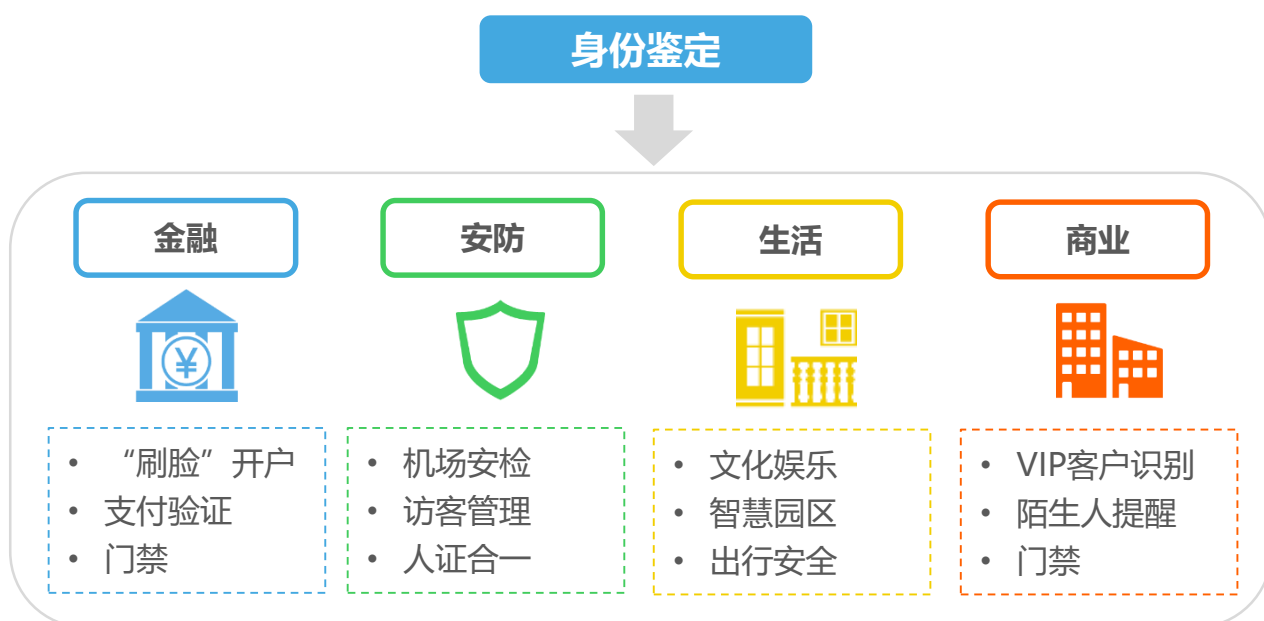 身份鉴定
金融
安防
生活
商业
¥
• “刷脸”开户
• 支付验证
• 门禁
• 机场安检
• 访客管理
• 人证合一
• 文化娱乐
• 智慧园区
• 出行安全
• VIP客户识别
• 陌生人提醒
• 门禁